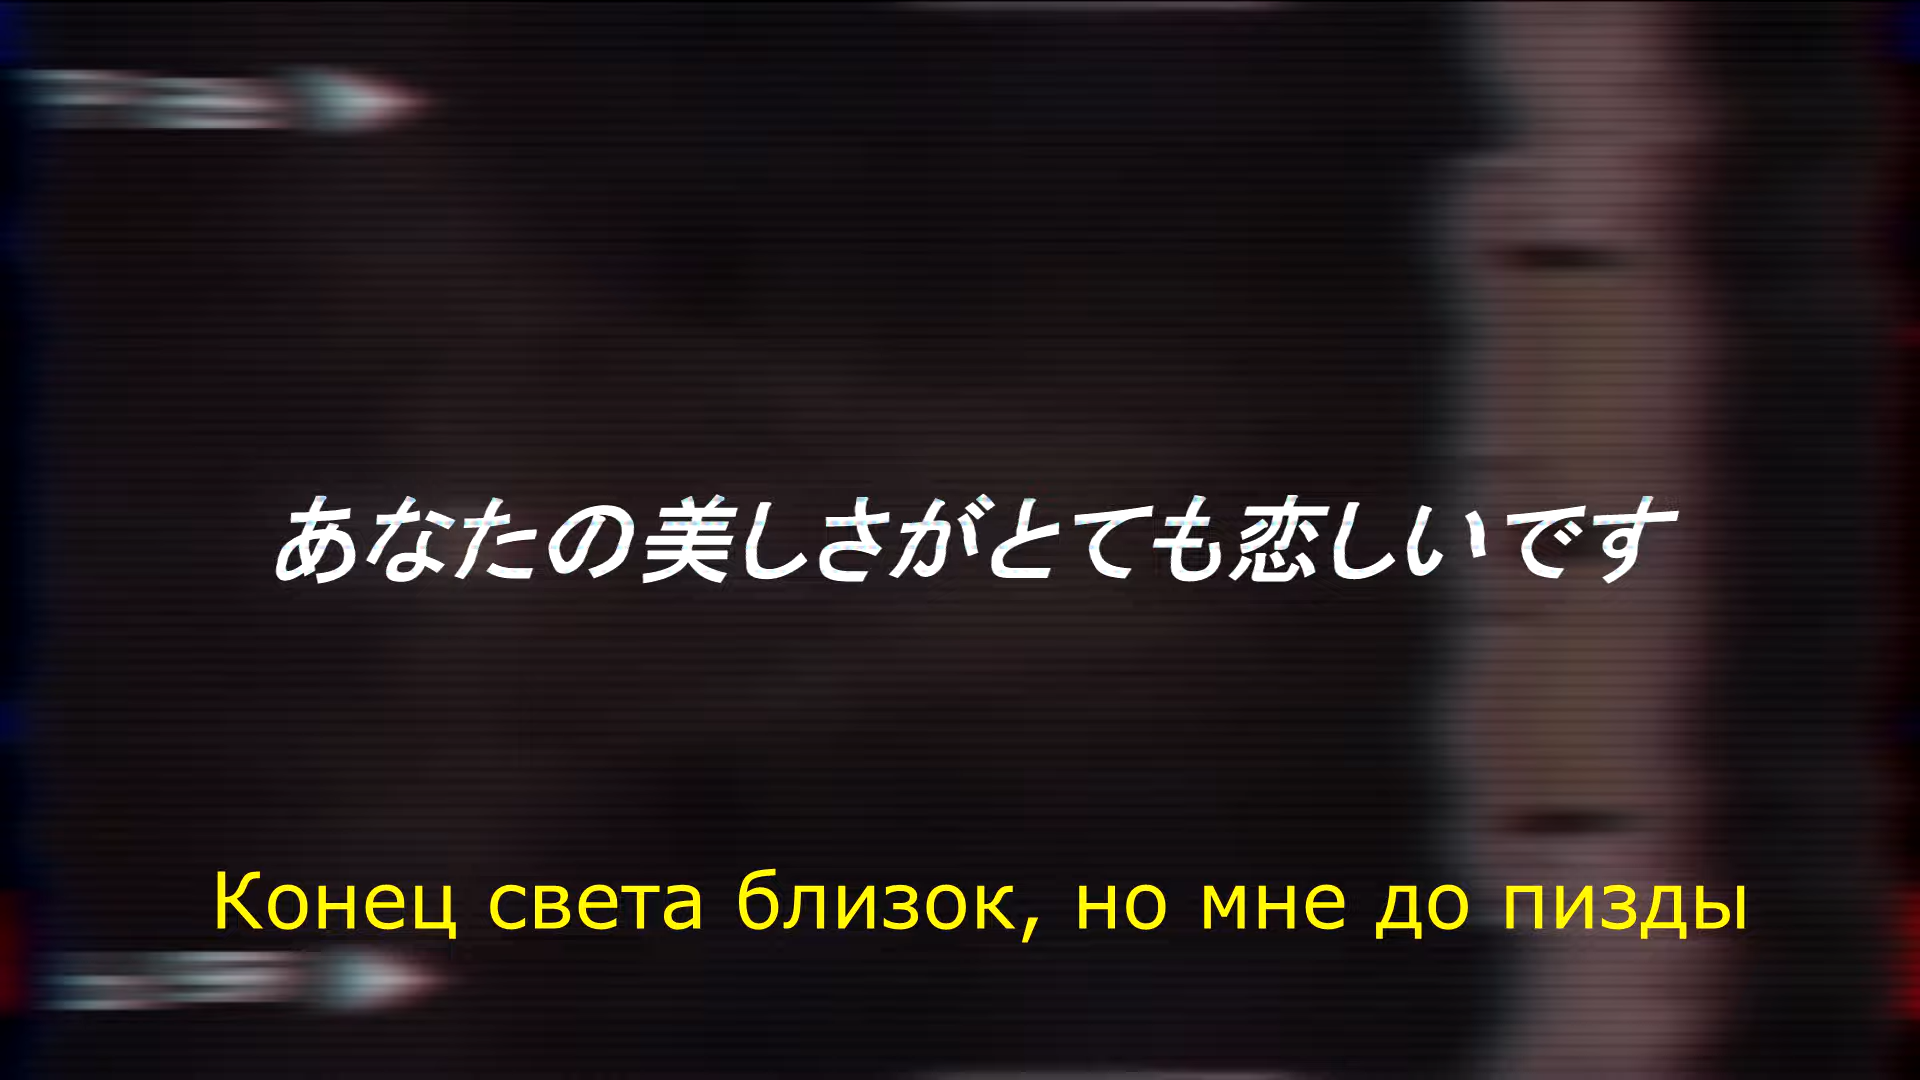 あなたの美しさがとても恋しいです
Конец света близок, но мне до пизды